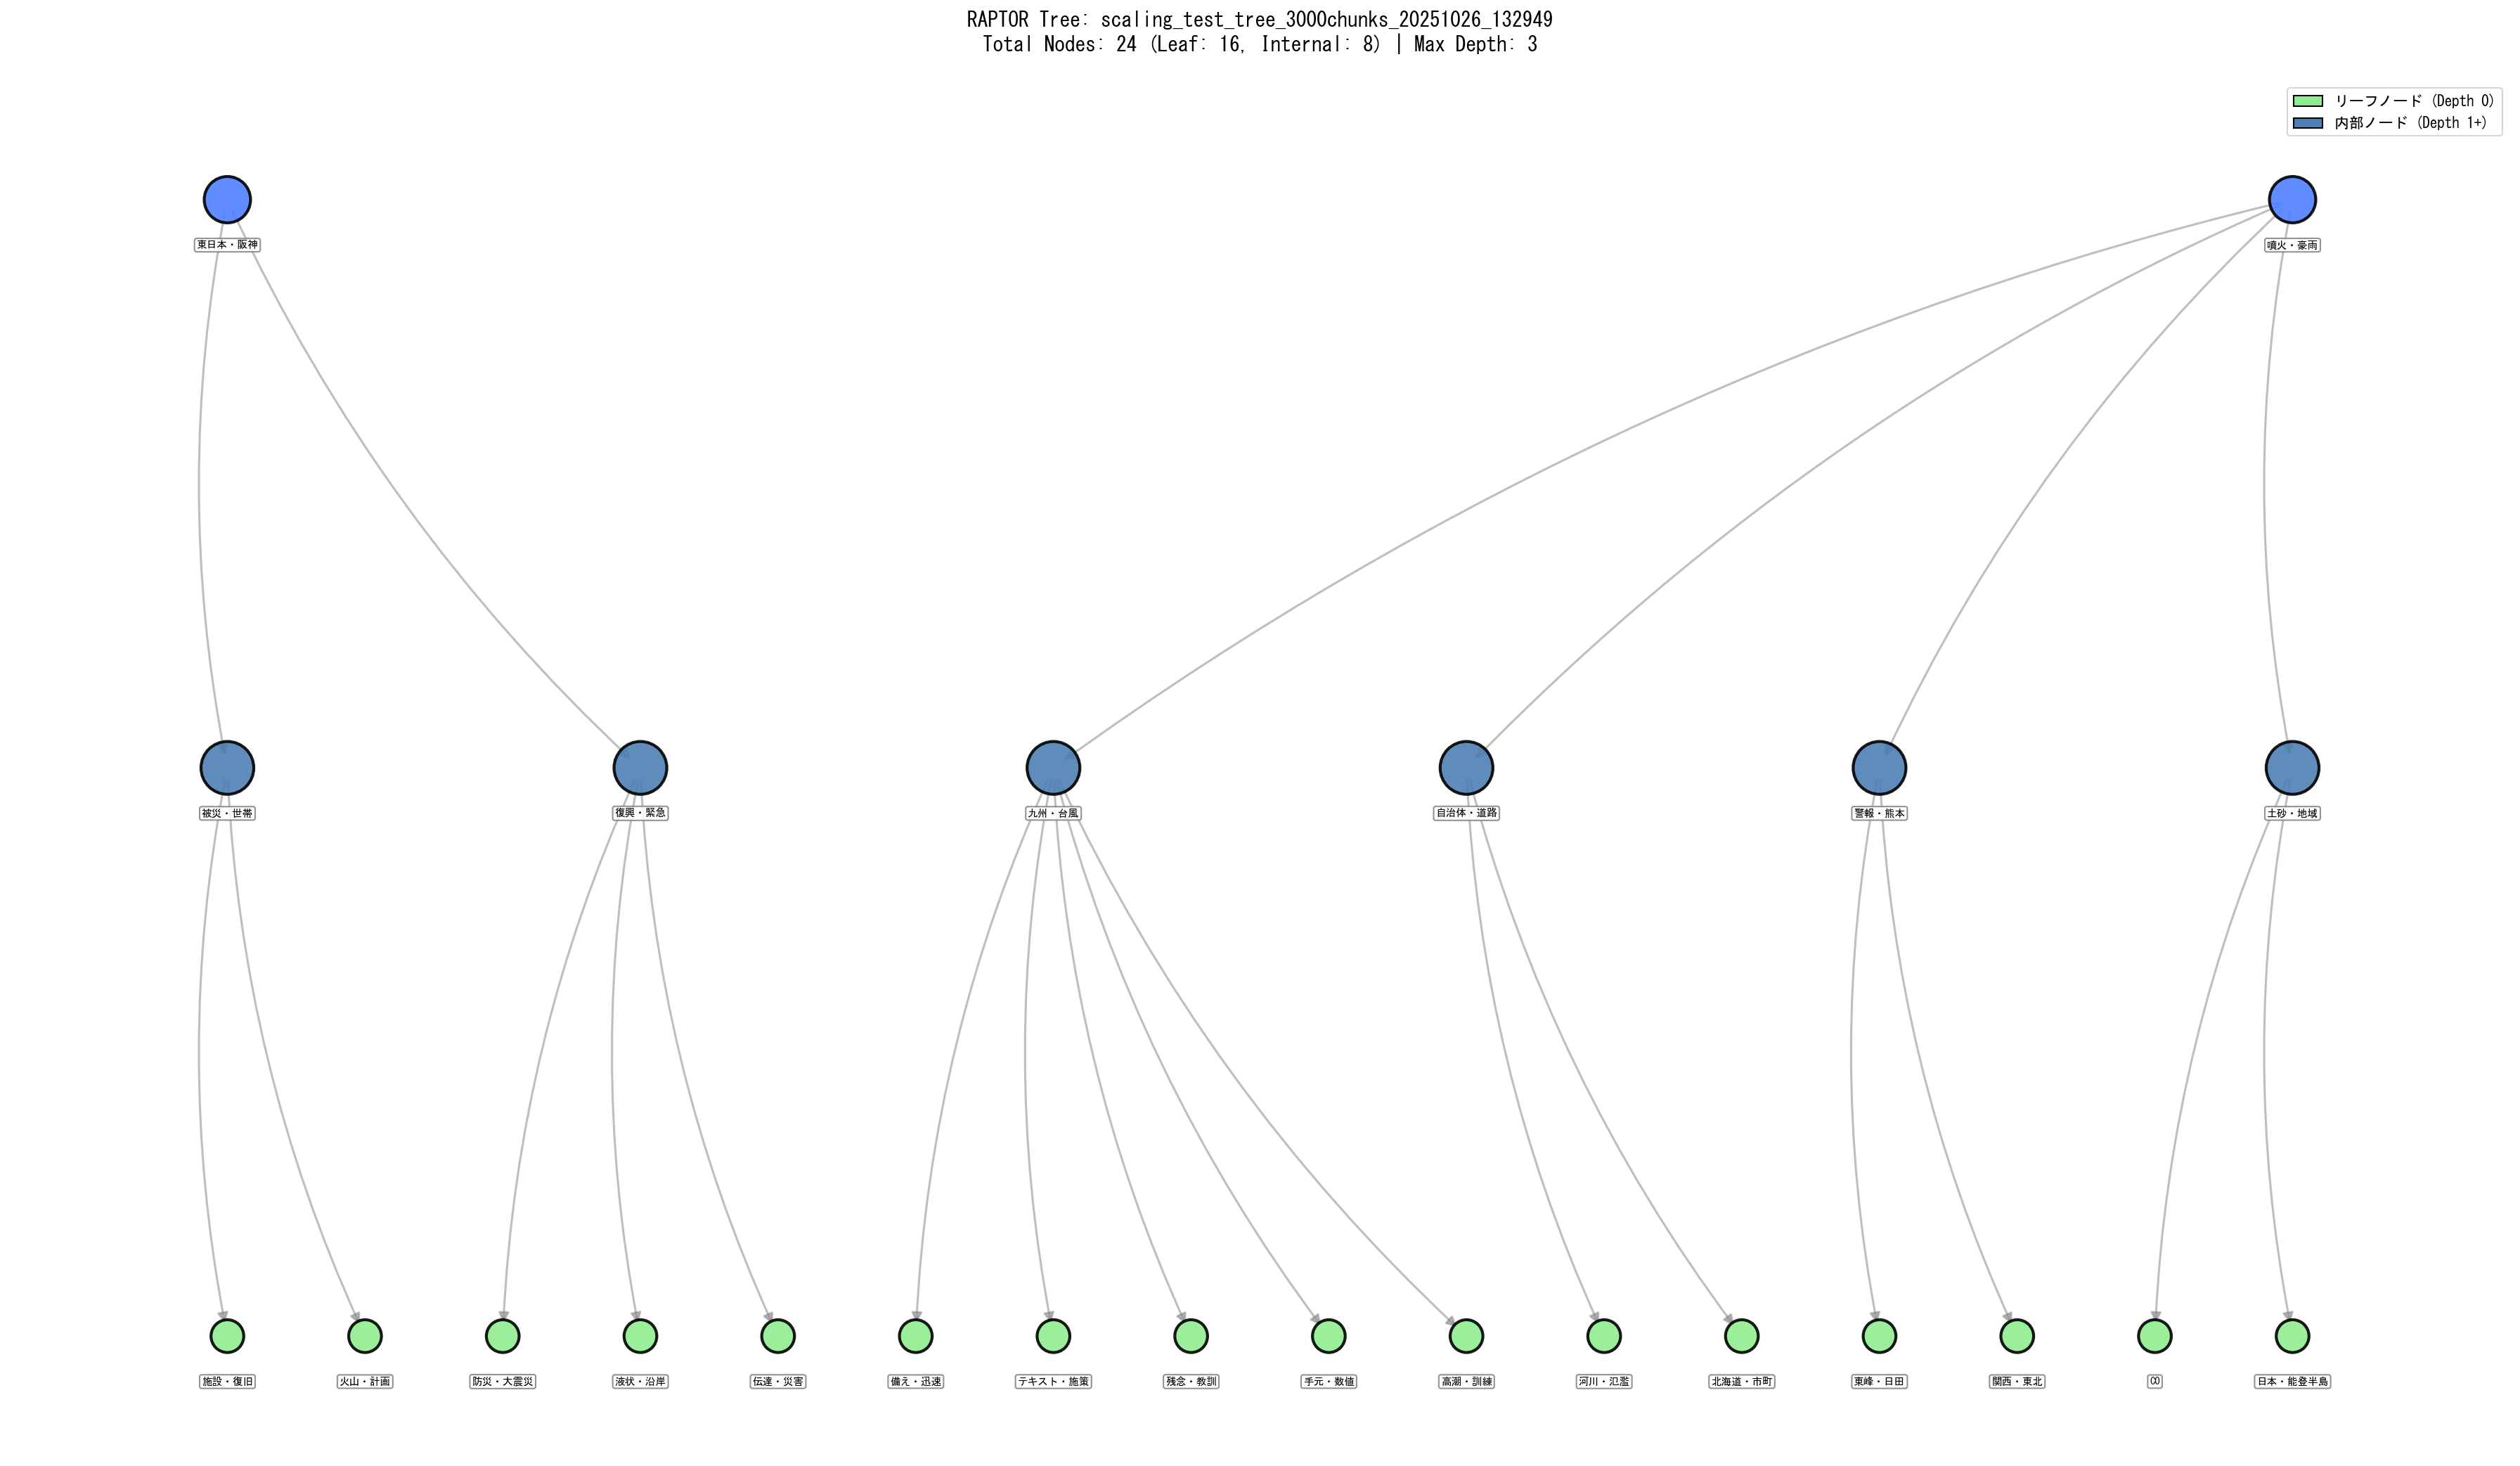 RAPTOR Tree: scaling_test_tree_3000chunks_20251026_132949
Total Nodes: 24 (Leaf: 16, Internal: 8) | Max Depth: 3
リーフノード (Depth 0)
内部ノード (Depth 1+)
東日本・阪神
噴火・豪雨
被災・世帯
復興・緊急
九州・台風
自治体・道路
警報・熊本
土砂・地域
施設・復旧
火山・計画
防災・大震災
液状・沿岸
伝達・災害
備え・迅速
テキスト・施策
残念・教訓
手元・数値
高潮・訓練
河川・氾濫
北海道・市町
東峰・日田
関西・東北
日本・能登半島